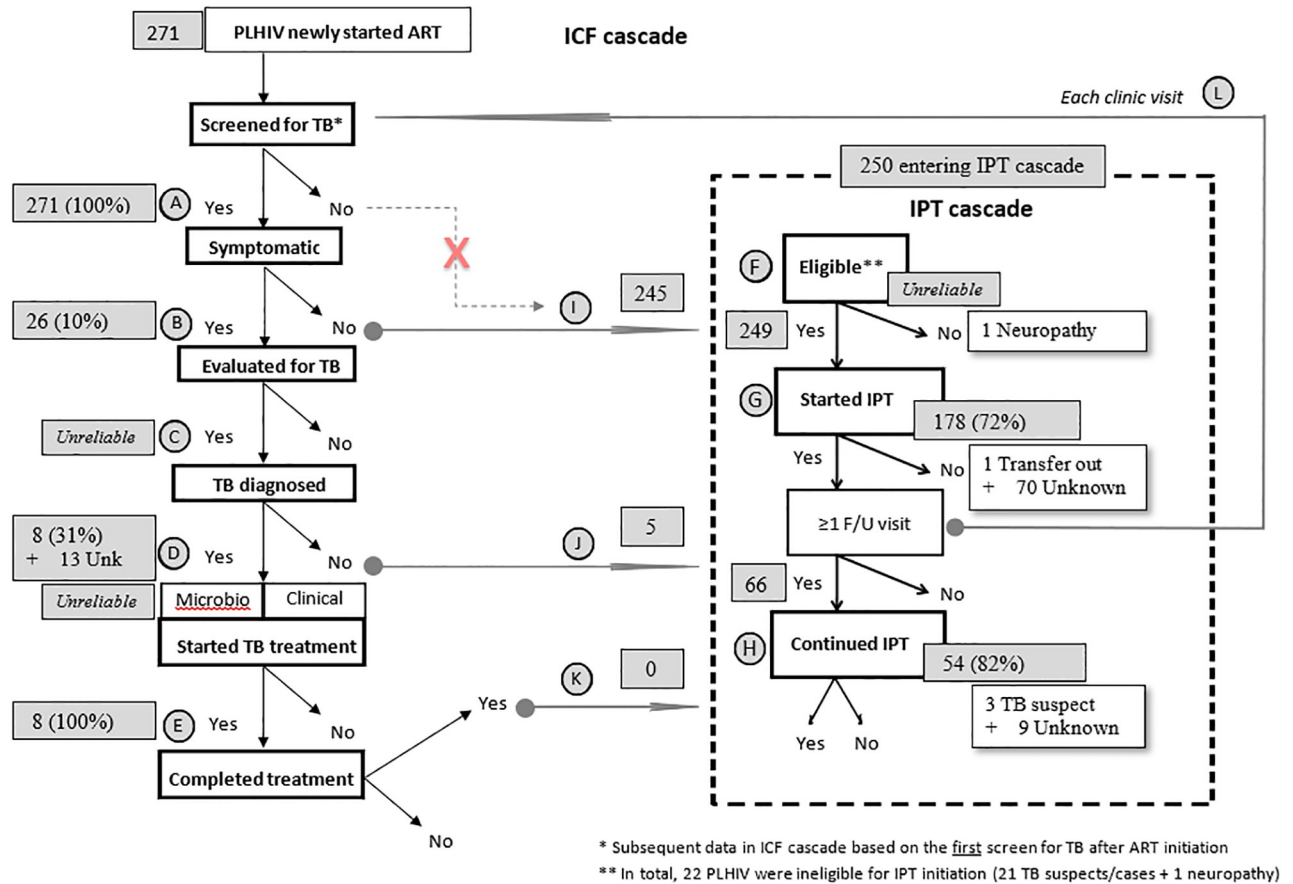 271
PLHIV newly started ART
ICF cascade
Each clinic visit
L
Screened for TB*
250 entering IPT cascade
271 (100%)
A
Yes
No
IPT cascade
Symptomatic
X
F
Eligible**
Unreliable
I
245
26 (10%)
B
Yes
No
249
Yes
No
1 Neuropathy
Evaluated for TB
G
Started IPT
178 (72%)
Unreliable
C
Yes
No
Yes
No
1 Transfer out
+ 70 Unknown
TB diagnosed
≥1 F/U visit
8 (31%)
+ 13 Unk
D
Yes
No
J
5
66
Yes
No
Unreliable
Microbio
Clinical
Started TB treatment
H
Continued IPT
54 (82%)
K
0
3 TB suspect
+ 9 Unknown
8 (100%)
E
Yes
No
Yes
Yes
No
Completed treatment
No
* Subsequent data in ICF cascade based on the first screen for TB after ART initiation
** In total, 22 PLHIV were ineligible for IPT initiation (21 TB suspects/cases + 1 neuropathy)